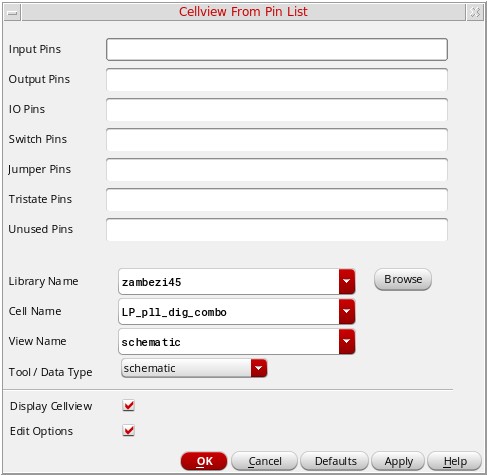 Cellview From Pin List
Input Pins
Output Pins
IO Pins
Switch Pins
Jumper Pins
Tristate Pins
Unused Pins
Library Name zambezi45 Browse
Cell Name LP_pll_dig_combo
View Name schematic
Tool / Data Type schematic
Display Cellview
Edit Options
OK Cancel Defaults Apply Help